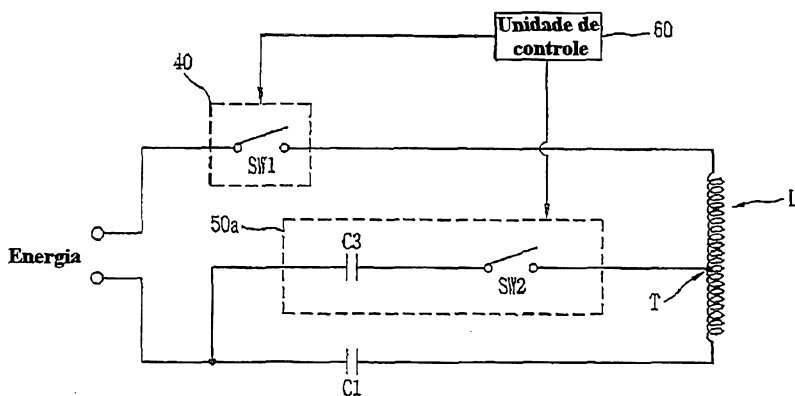 Unidade de
controle
60
40
SW1
L
50a
C3
Energia
SW2
T
C1